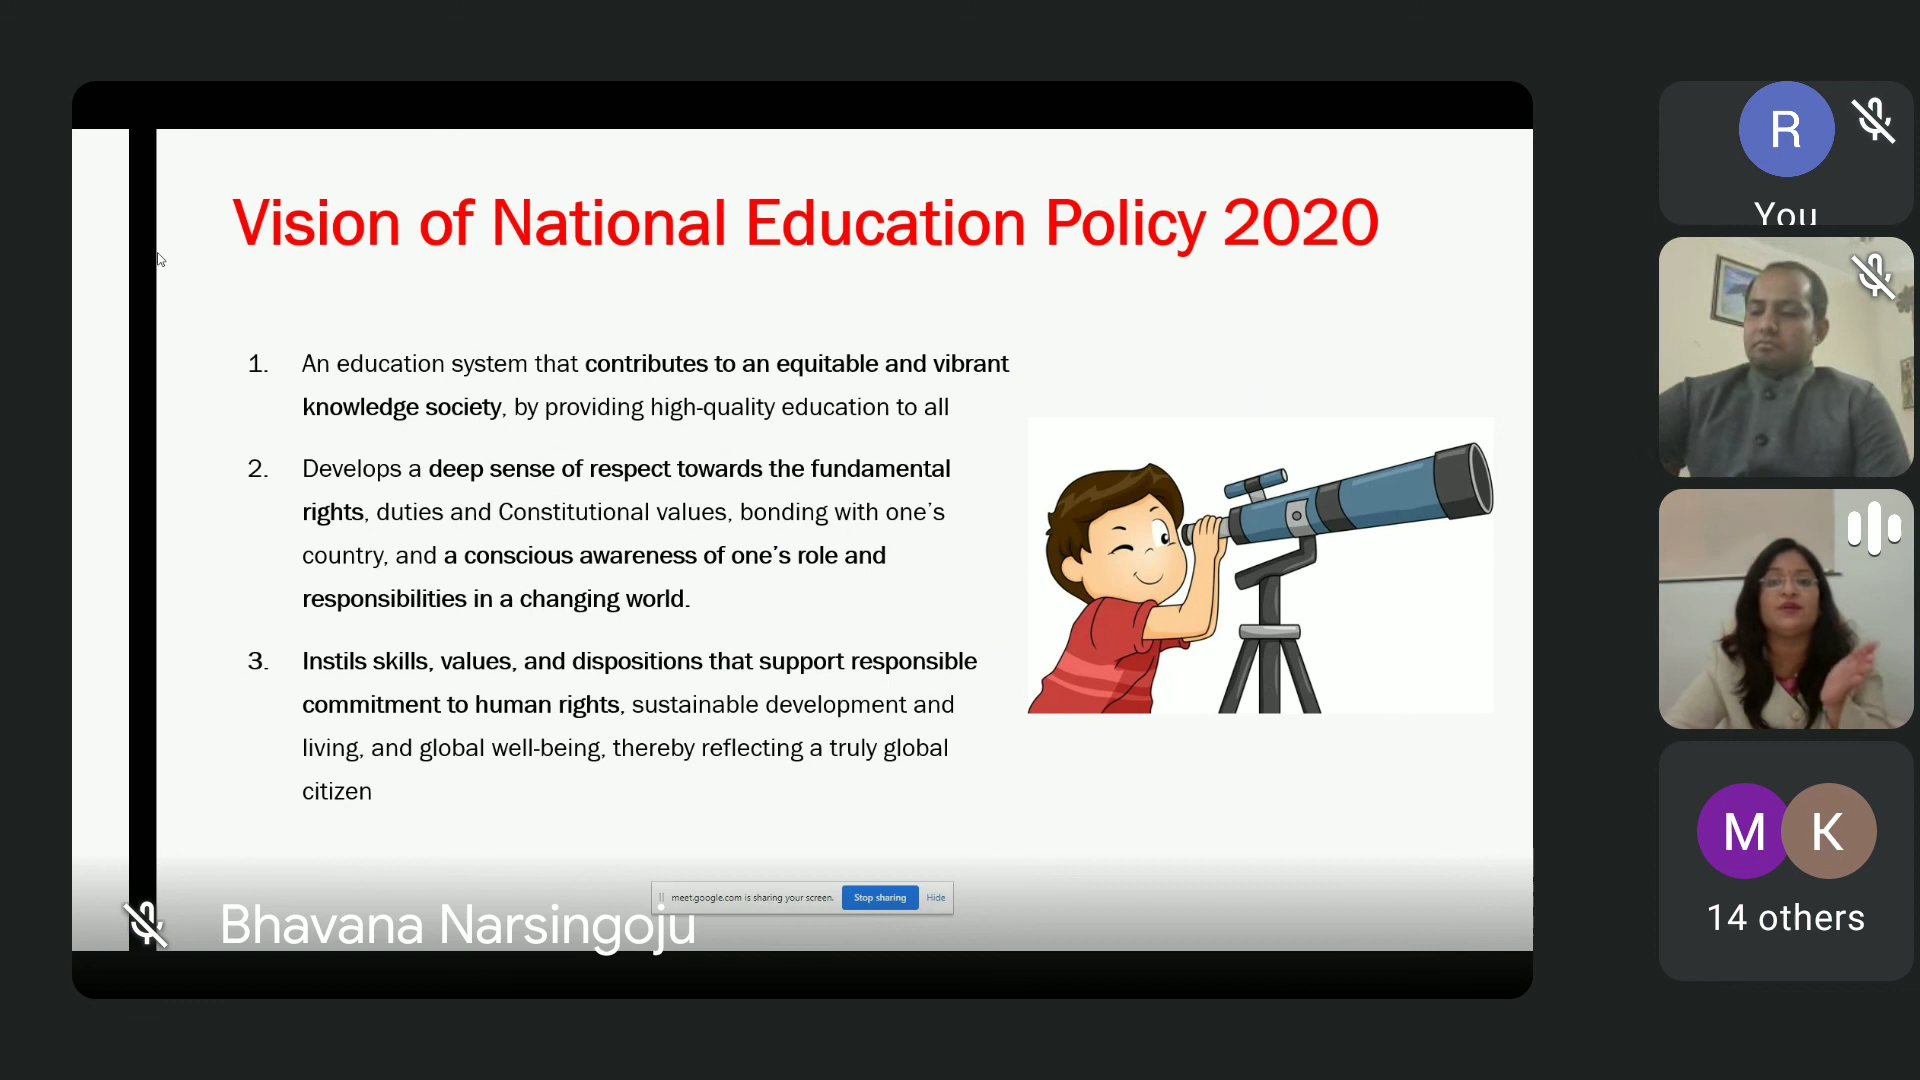 Vision of National Education Policy 2020
1. An education system that contributes to an equitable and vibrant
knowledge society, by providing high-quality education to all
2. Develops a deep sense of respect towards the fundamental
rights, duties and Constitutional values, bonding with one's
country, and a conscious awareness of one's role and
responsibilities in a changing world.
3. Instils skills, values, and dispositions that support responsible
commitment to human rights, sustainable development and
living, and global well-being, thereby reflecting a truly global
citizen
meet.google.com is sharing your screen. Stop sharing Hide
Bhavana Narsingoju
R
You
M K
14 others